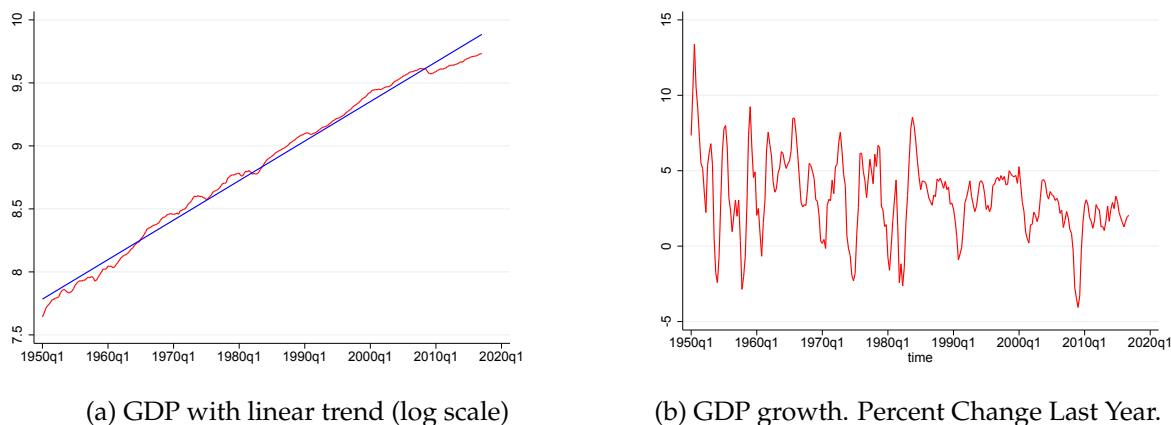 10
9.5
9
8.5
8
7.5
1950q1 1960q1 1970q1 1980q1 1990q1 2000q1 2010q1 2020q1
(a) GDP with linear trend (log scale)
15
10
5
0
-5
1950q1 1960q1 1970q1 1980q1 1990q1 2000q1 2010q1 2020q1
time
(b) GDP growth. Percent Change Last Year.